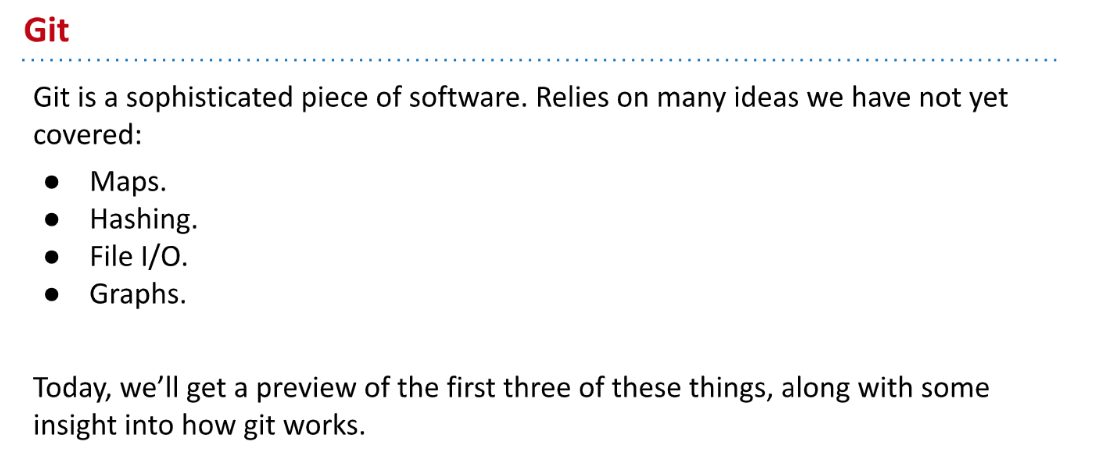 Git
Git is a sophisticated piece of software. Relies on many ideas we have not yet
covered:
● Maps.
● Hashing.
● File I/O.
● Graphs.
Today, we’ll get a preview of the first three of these things, along with some
insight into how git works.